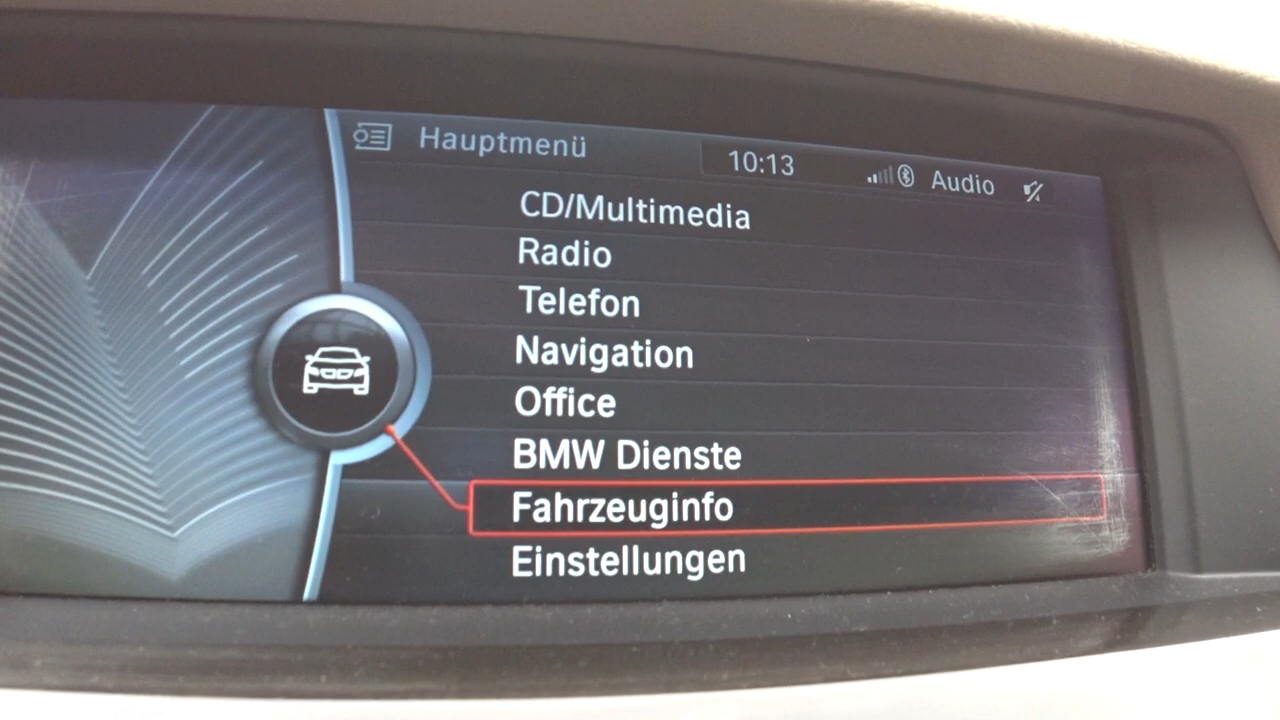 Hauptmenü 10:13 Audio
CD/Multimedia
Radio
Telefon
Navigation
Office
BMW Dienste
Fahrzeuginfo
Einstellungen